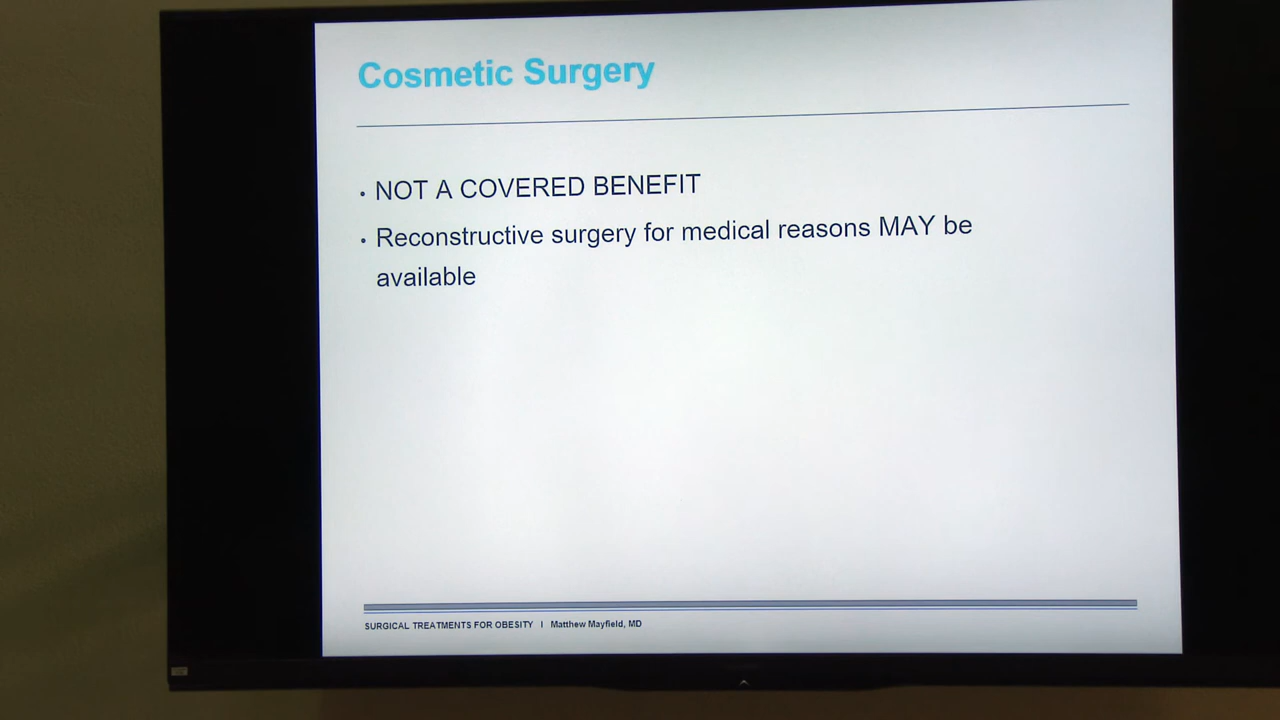 Cosmetic Surgery
• NOT A COVERED BENEFIT
• Reconstructive surgery for medical reasons MAY be
available
SURGICAL TREATMENTS FOR OBESITY I Matthew Mayfield, MD